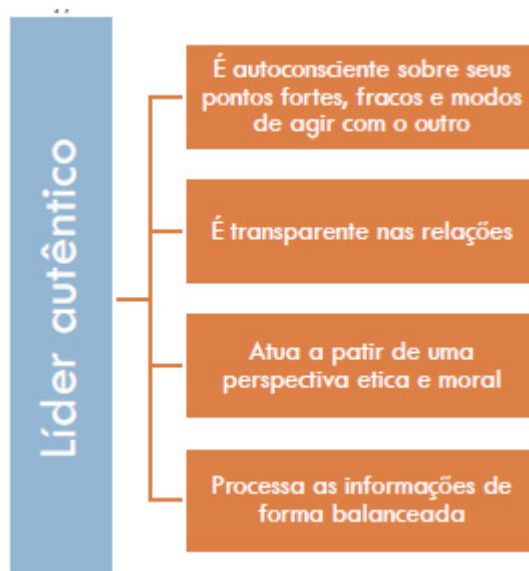 Líder autêntico
É autoconsciente sobre seus
pontos fortes, fracos e modos
de agir com o outro
É transparente nas relações
Atua a patir de uma
perspectiva etica e moral
Processa as informações de
forma balanceada